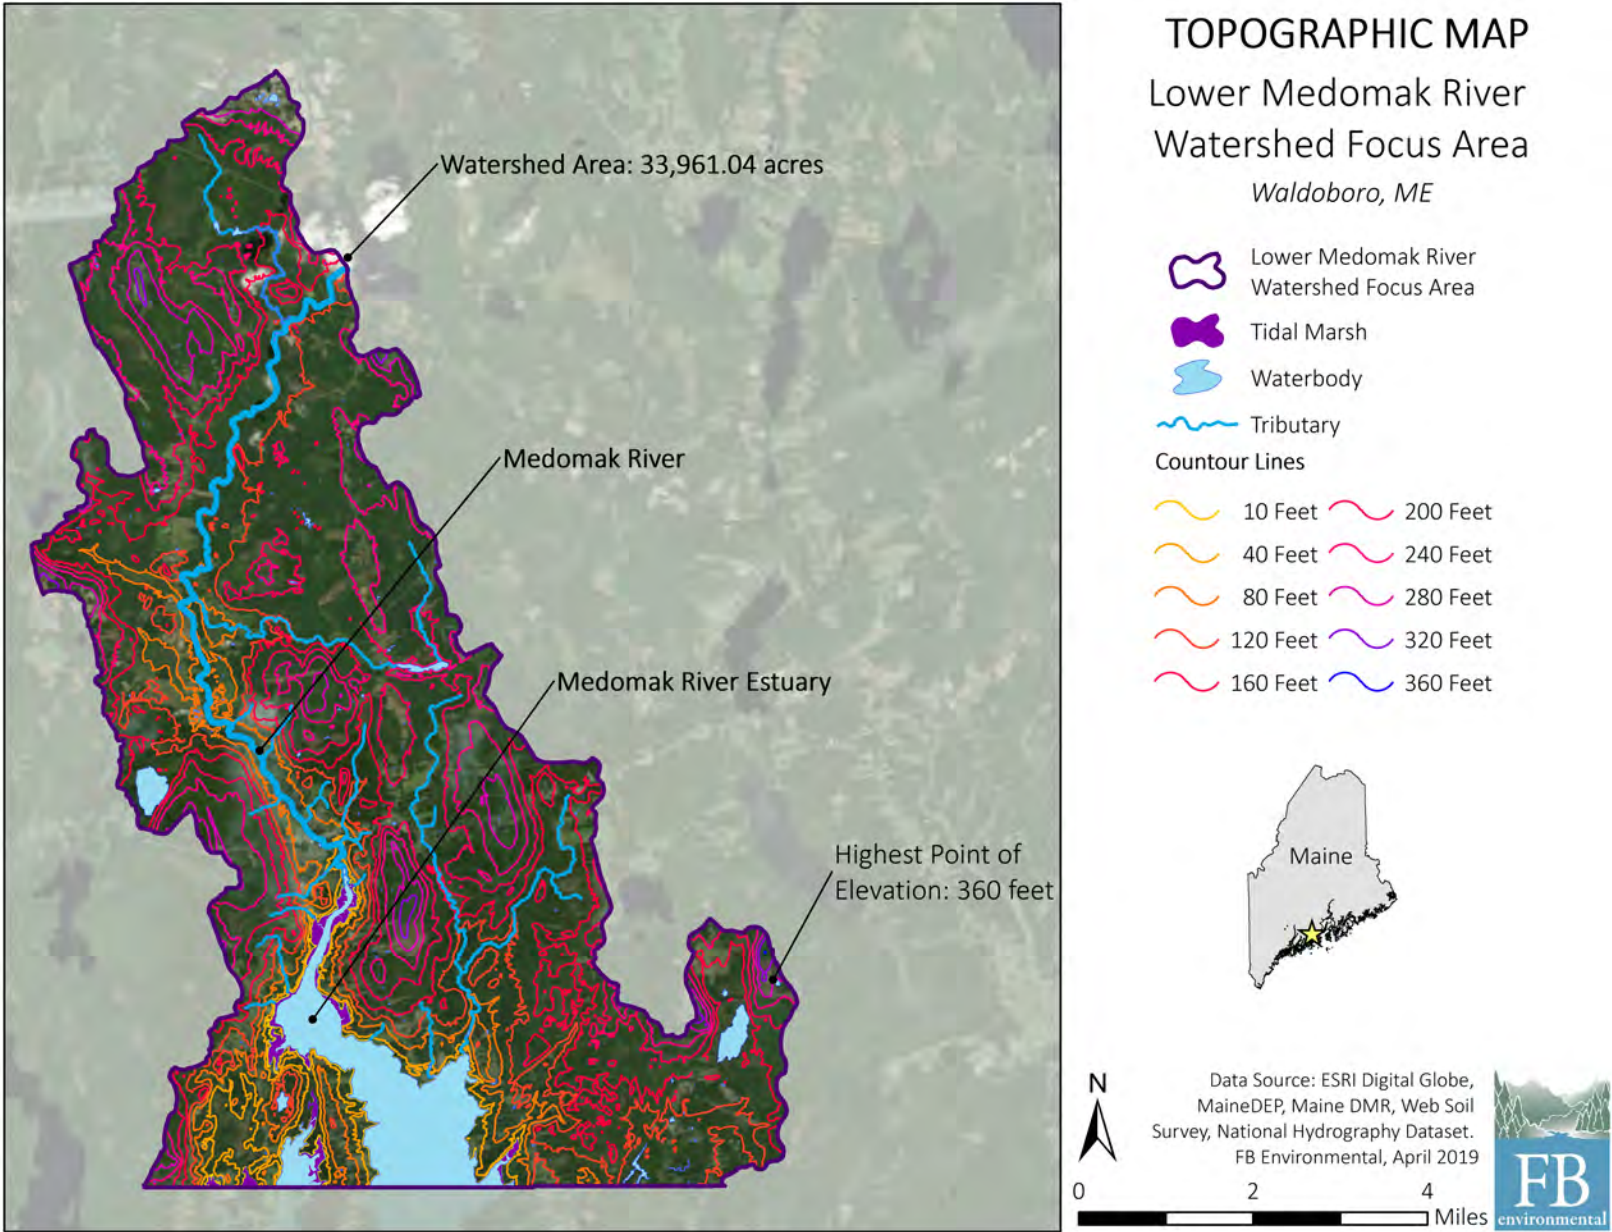 TOPOGRAPHIC MAP
Lower Medomak River
Watershed Focus Area
Waldoboro, ME
Lower Medomak River
Watershed Focus Area
Tidal Marsh
Waterbody
Tributary
Countour Lines
10 Feet
40 Feet
80 Feet
120 Feet
160 Feet
200 Feet
240 Feet
280 Feet
320 Feet
360 Feet
Watershed Area: 33,961.04 acres
Medomak River
Medomak River Estuary
Highest Point of
Elevation: 360 feet
Maine
N
Data Source: ESRI Digital Globe,
MaineDEP, Maine DMR, Web Soil
Survey, National Hydrography Dataset.
FB Environmental, April 2019
0 2 4
Miles
FB
environmental